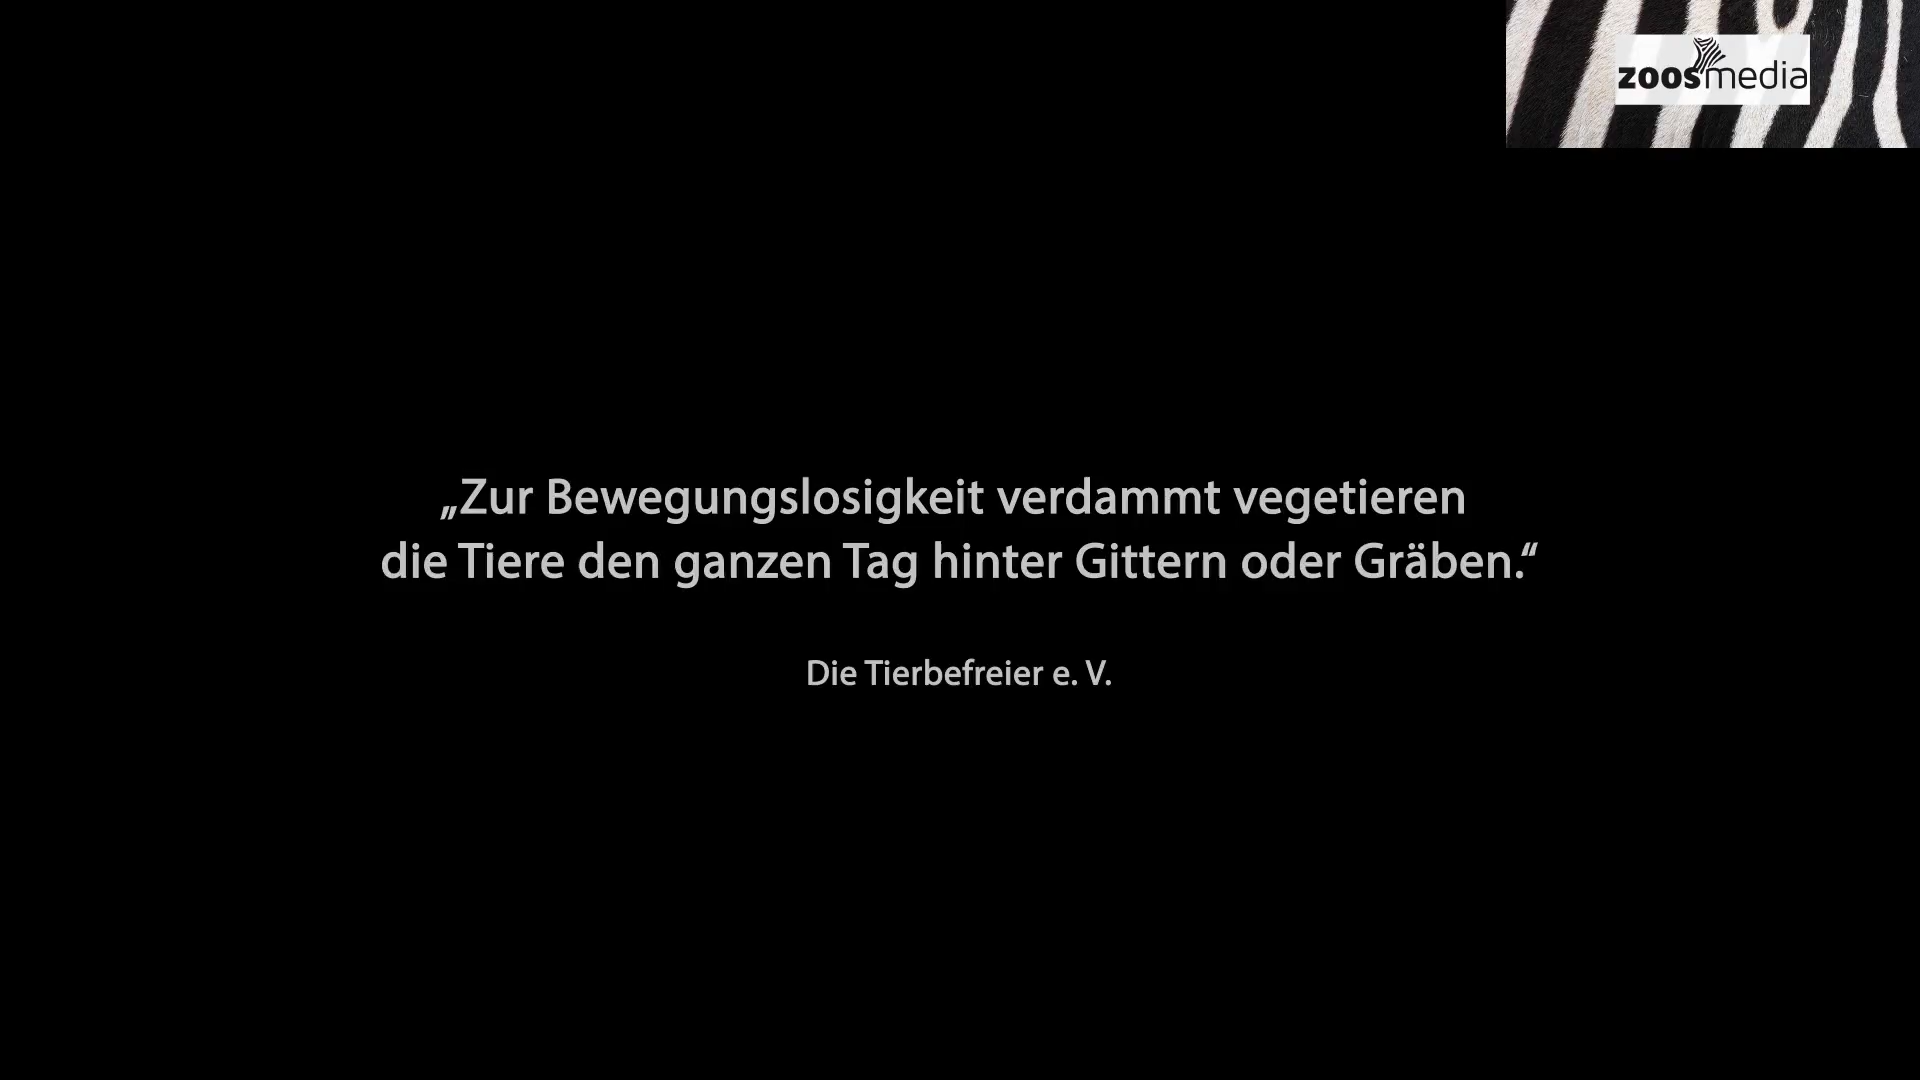 zoosmedia
„Zur Bewegungslosigkeit verdammt vegetieren
die Tiere den ganzen Tag hinter Gittern oder Gräben.“
Die Tierbefreier e. V.